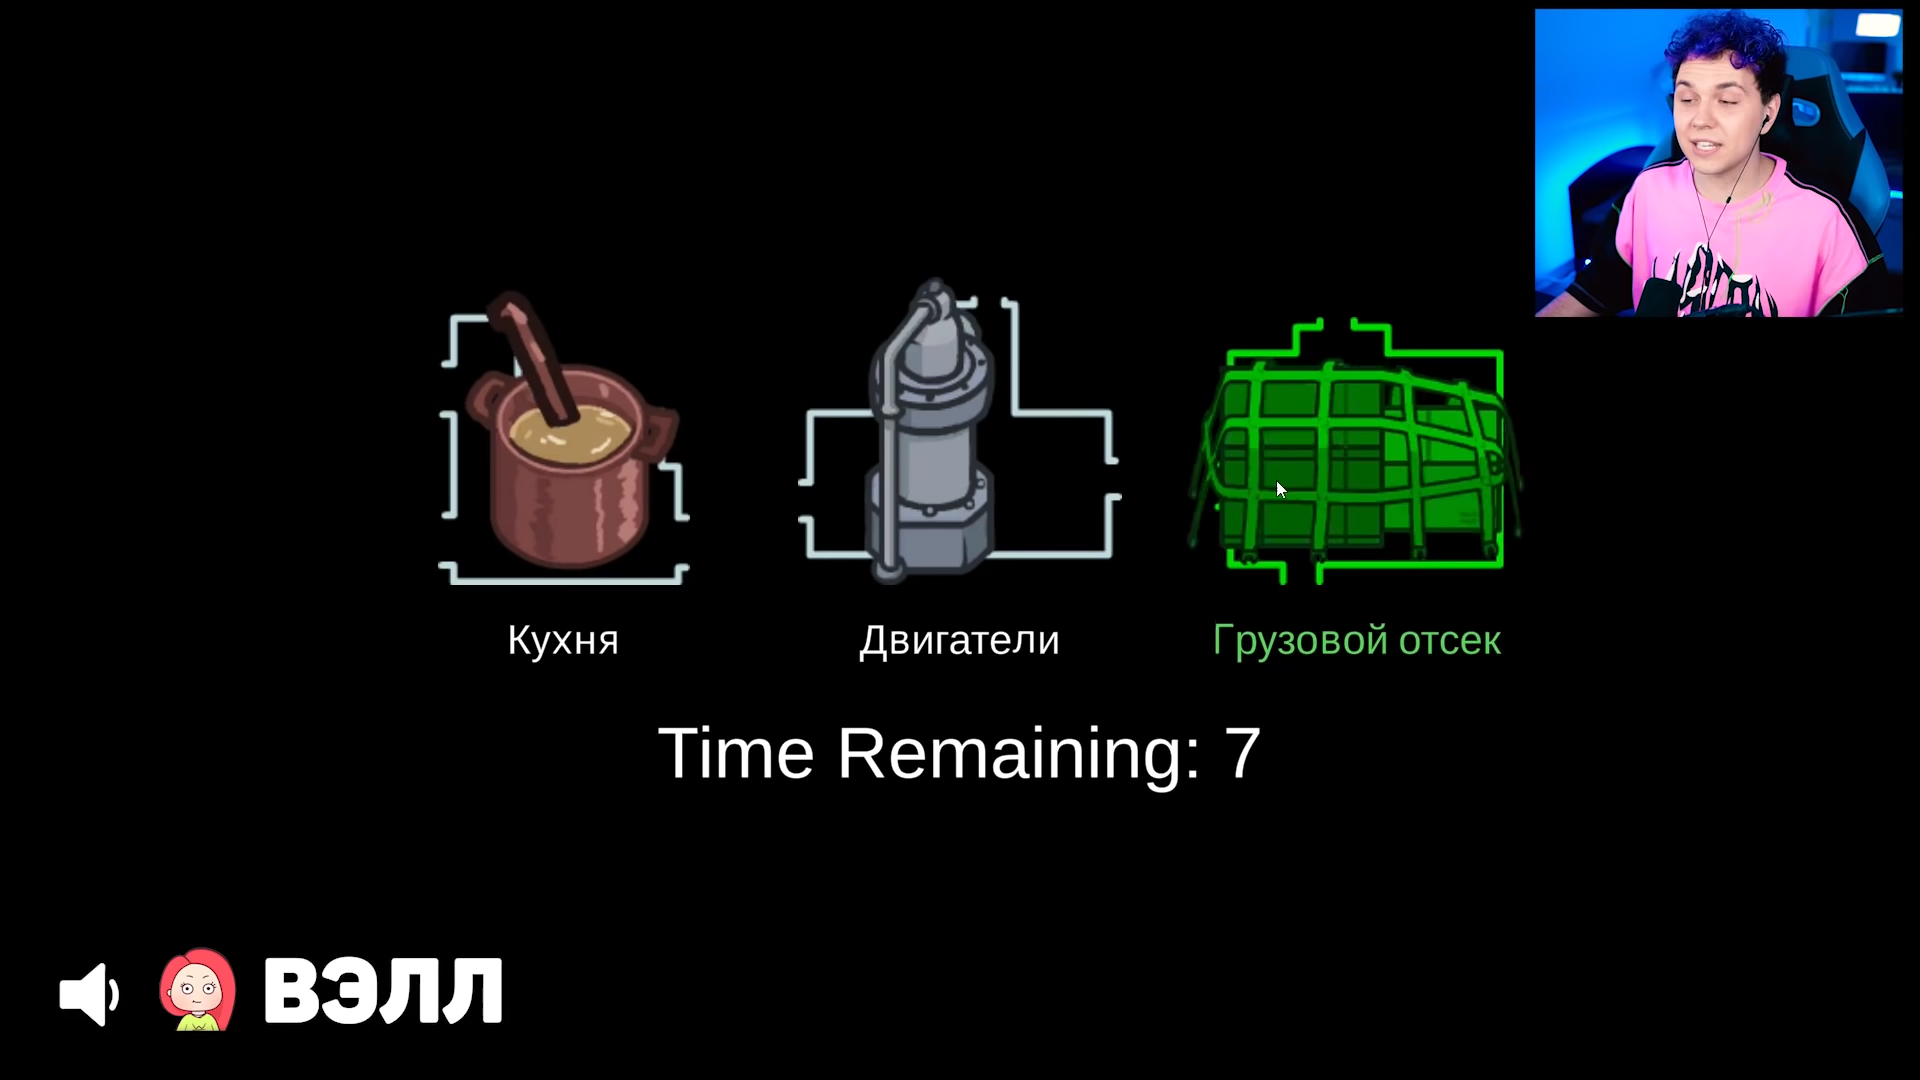 Кухня
Двигатели
Грузовой отсек
Time Remaining: 7
ВЭЛЛ